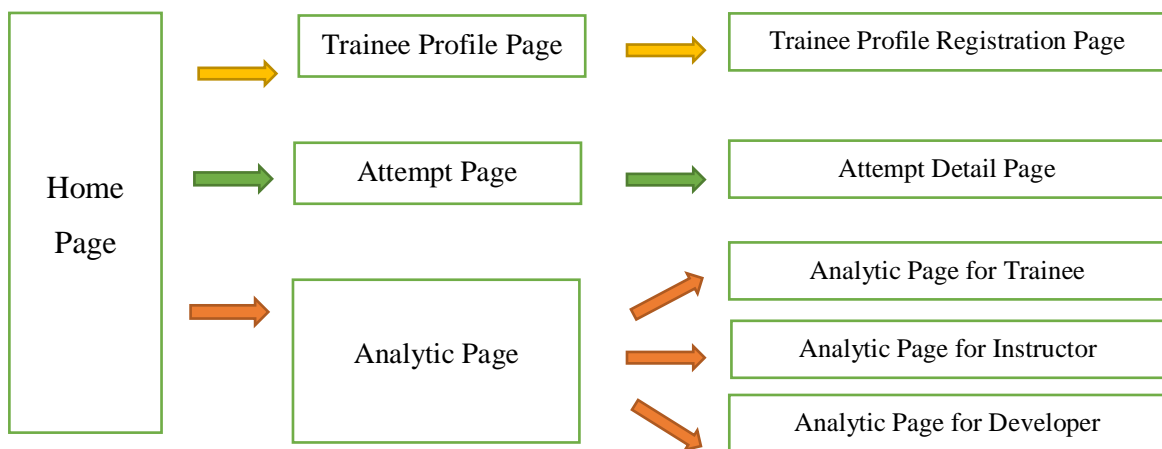 Home
Page
Trainee Profile Page
Trainee Profile Registration Page
Attempt Page
Attempt Detail Page
Analytic Page
Analytic Page for Trainee
Analytic Page for Instructor
Analytic Page for Developer